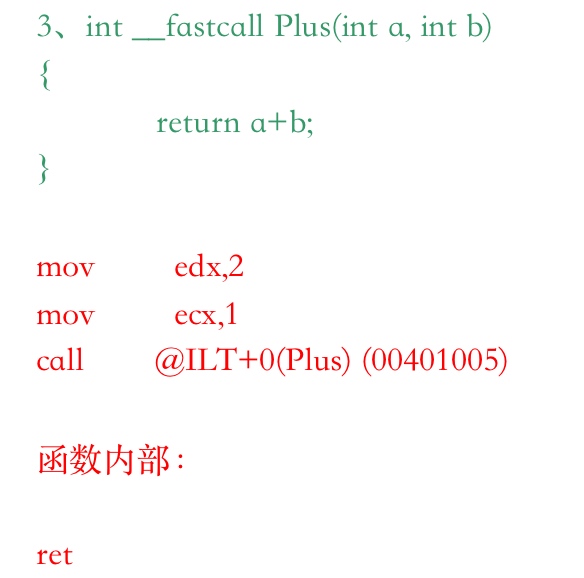 3、int __fastcall Plus(int a, int b)
{
return a+b;
}
mov edx,2
mov ecx,1
call @ILT+0(Plus) (00401005)
函数内部：
ret